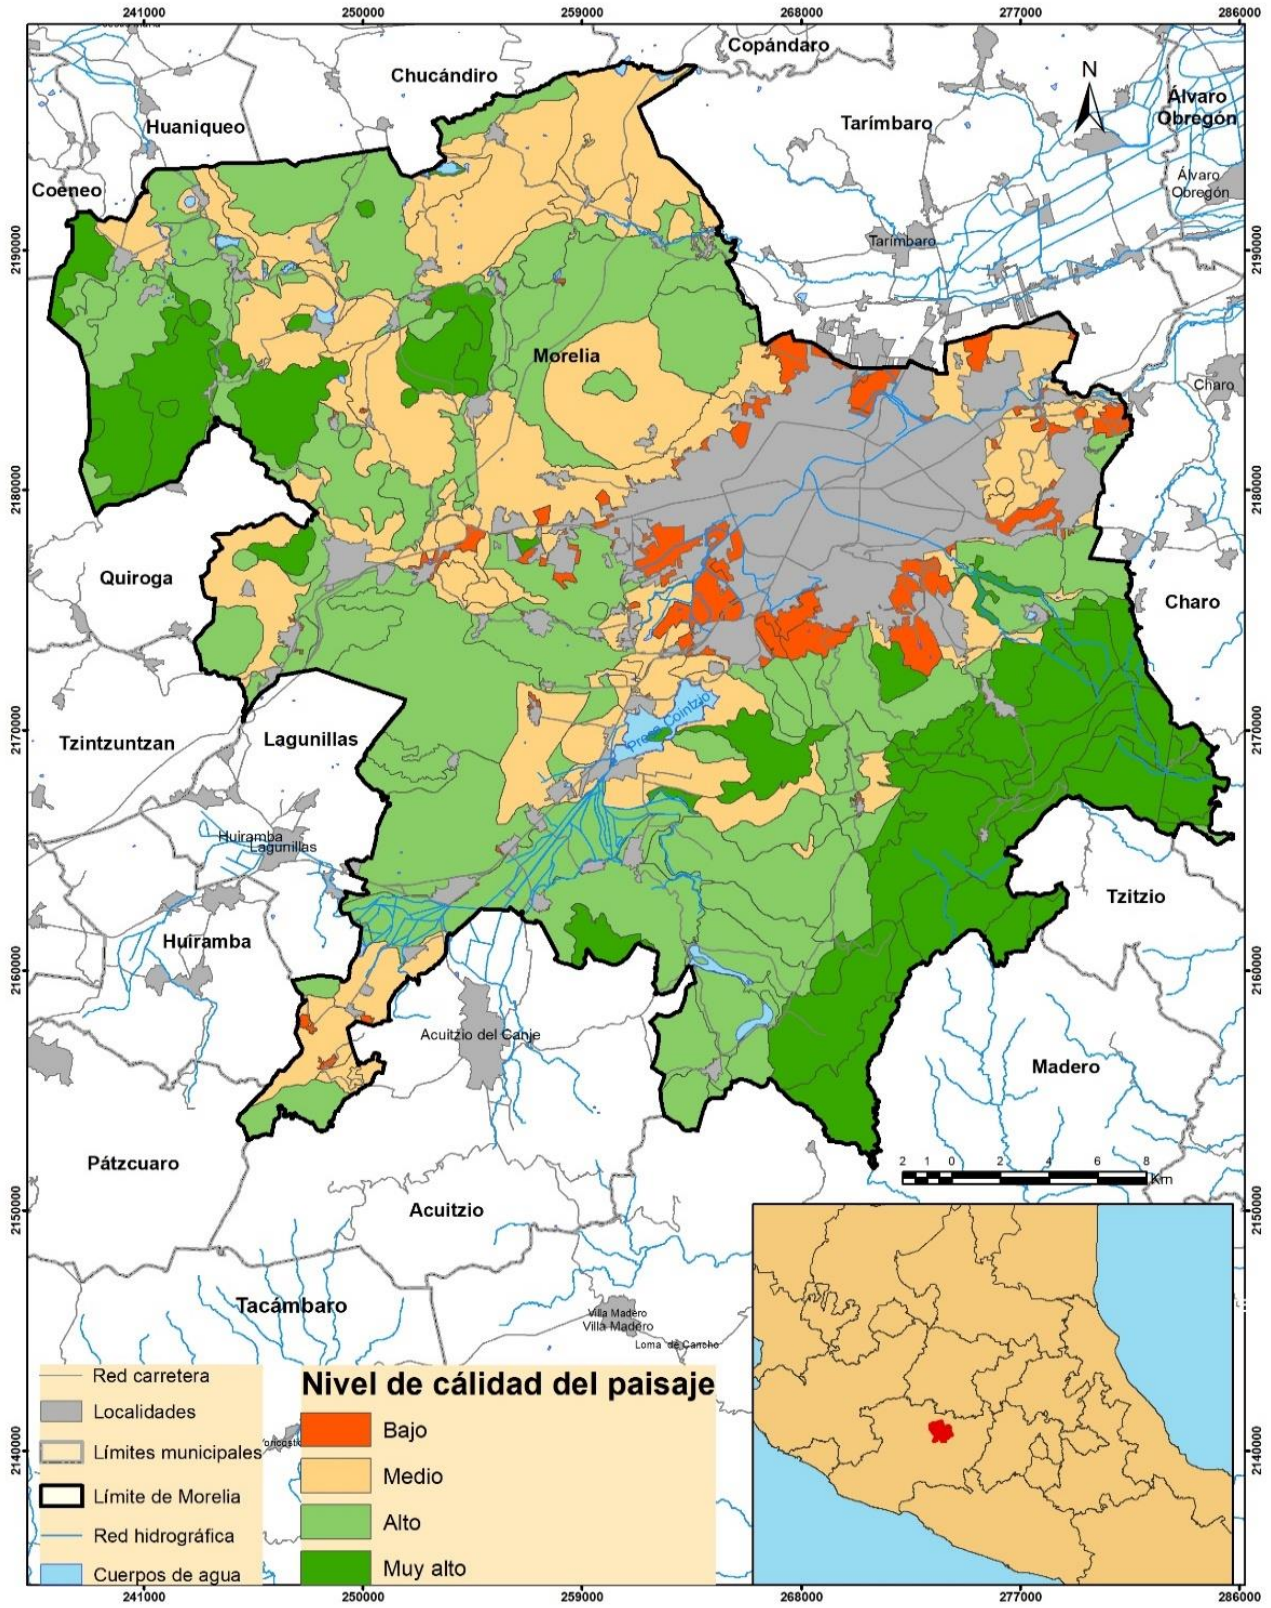 241000 250000 259000 268000 277000 286000
Copándaro
Chucándiro
N
Álvaro
Obregón
Huaniqueo
Tarímbaro
Álvaro
Obregón
Coeneo
Tarímbaro
2190000 2190000
Morelia
Charo
2180000 2180000
Quiroga
Charo
Presa Cointzio
2170000 2170000
Tzintzuntzan
Lagunillas
Huiramba
Lagunillas
Tzitzio
Huiramba
2160000 2160000
Acuitzio del Canje
Madero
Pátzcuaro
2 1 0 2 4 6 8
Km
2150000 2150000
Acuitzio
Tacámbaro
Villa Madero
Villa Madero
Loma de Cancho
Red carretera
Localidades
Límites municipales
Límite de Morelia
Red hidrográfica
Cuerpos de agua
Nivel de cálidad del paisaje
Bajo
Medio
Alto
Muy alto
2140000 2140000
241000 250000 259000 268000 277000 286000